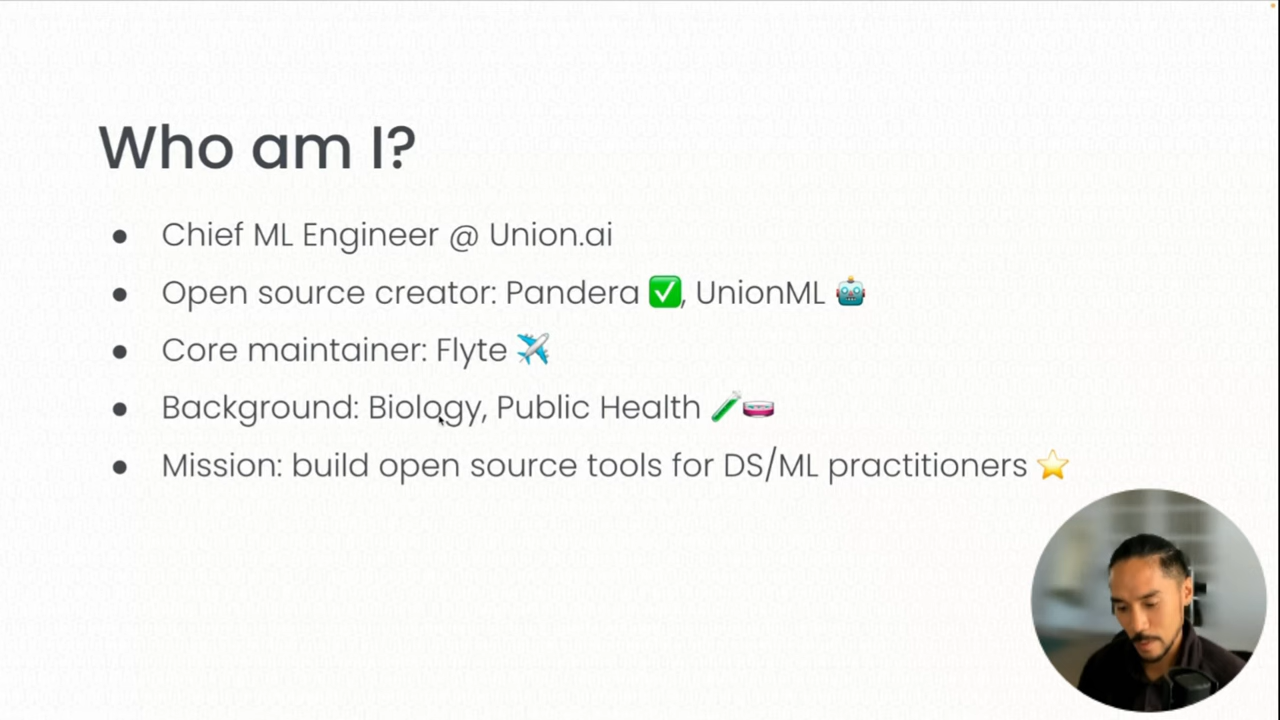 Who am I?
● Chief ML Engineer @ Union.ai
● Open source creator: Pandera ✅, UnionML 🤖
● Core maintainer: Flyte ✈️
● Background: Biology, Public Health 🧪🧫
● Mission: build open source tools for DS/ML practitioners ⭐